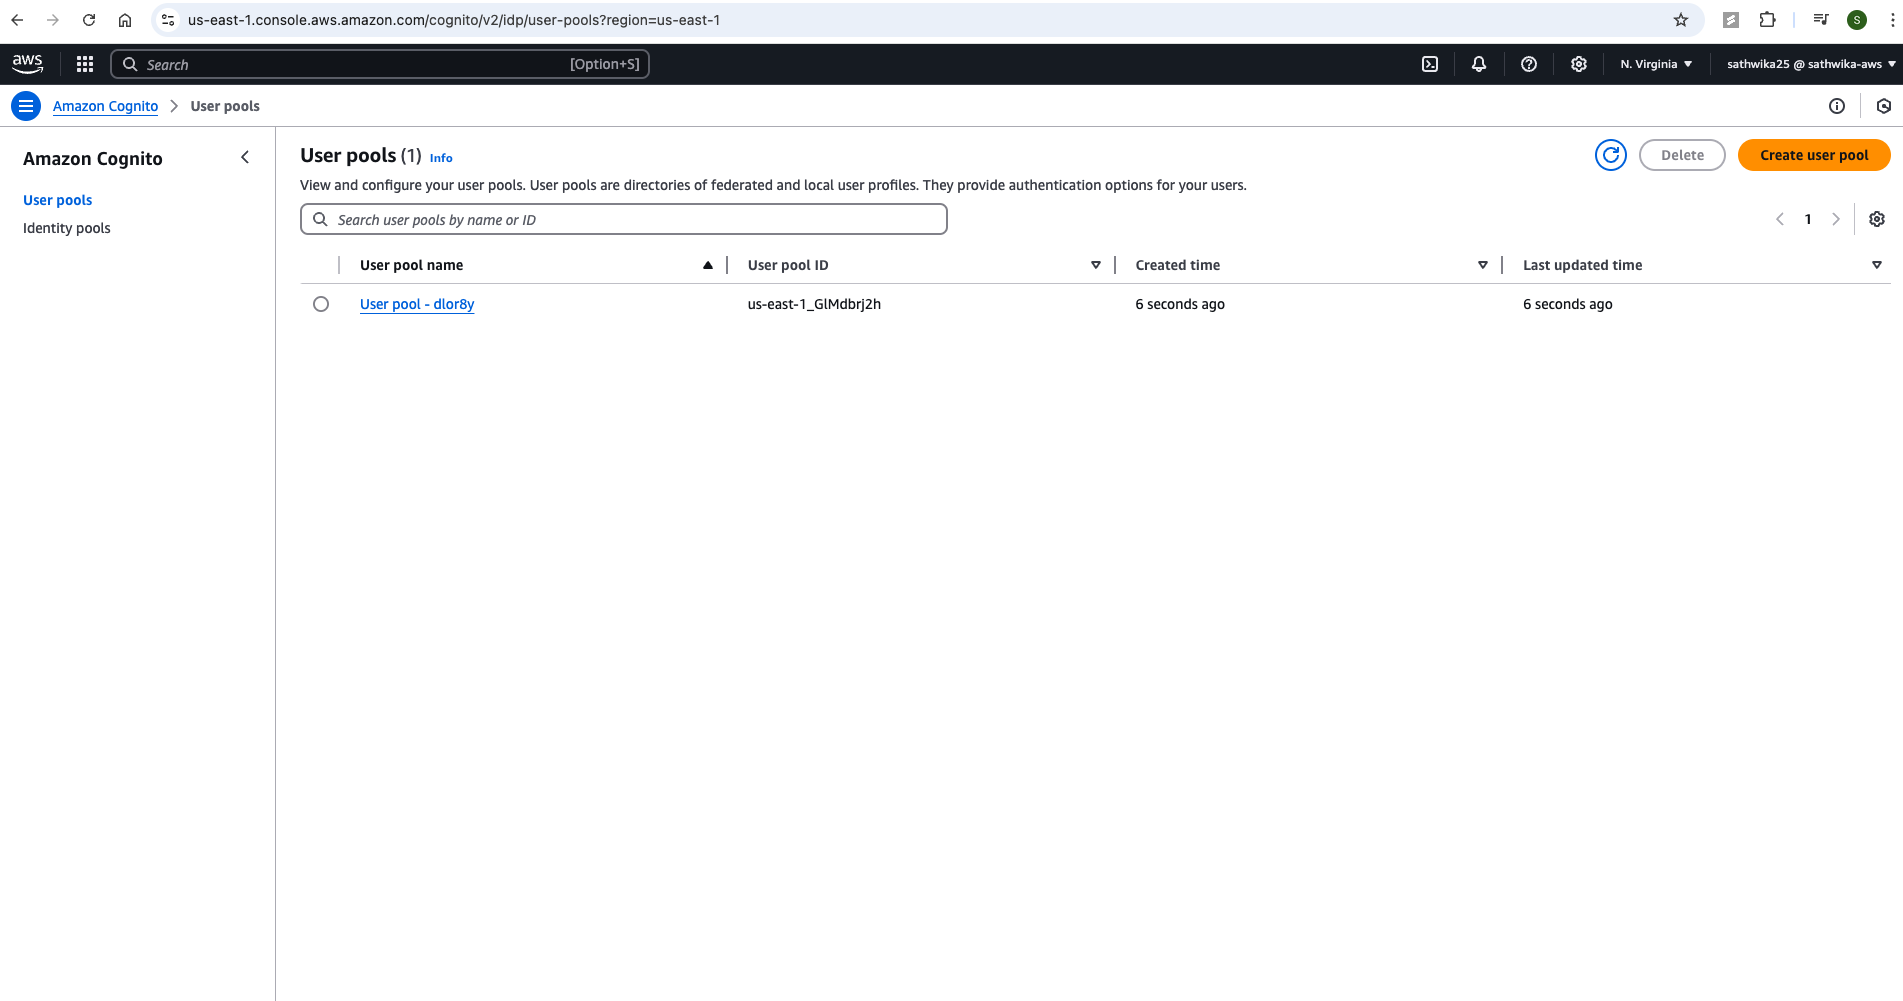 us-east-1.console.aws.amazon.com/cognito/v2/idp/user-pools?region=us-east-1
S
aws
Search
[Option+S]
N. Virginia
sathwika25 @ sathwika-aws
Amazon Cognito
User pools
Amazon Cognito
User pools
Identity pools
User pools (1) Info
Delete
Create user pool
View and configure your user pools. User pools are directories of federated and local user profiles. They provide authentication options for your users.
Search user pools by name or ID
1
User pool name
User pool ID
Created time
Last updated time
User pool - dlor8y
us-east-1_GlMdbrj2h
6 seconds ago
6 seconds ago